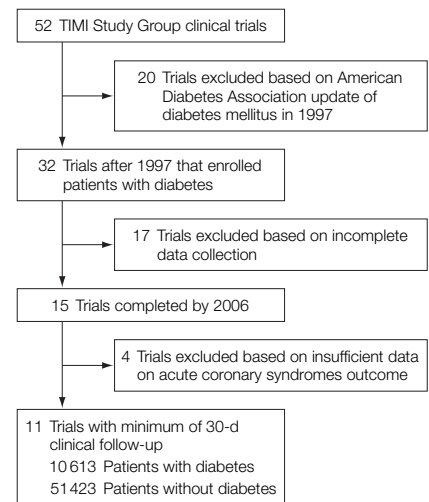 52 TIMI Study Group clinical trials
20 Trials excluded based on American
Diabetes Association update of
diabetes mellitus in 1997
32 Trials after 1997 that enrolled
patients with diabetes
17 Trials excluded based on incomplete
data collection
15 Trials completed by 2006
4 Trials excluded based on insufficient data
on acute coronary syndromes outcome
11 Trials with minimum of 30-d
clinical follow-up
10 613 Patients with diabetes
51 423 Patients without diabetes